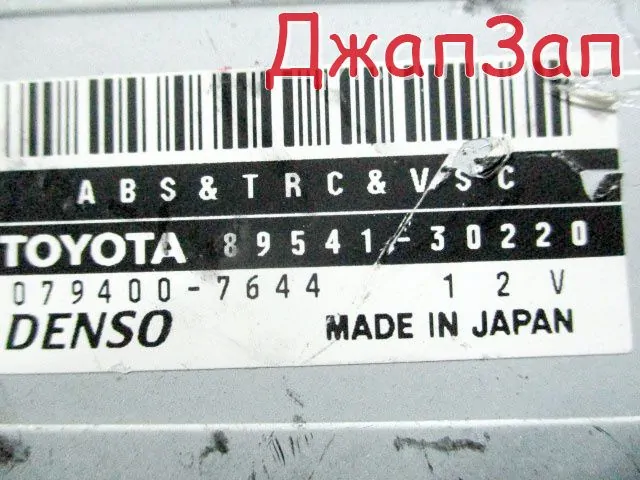 ДжапЗап
ABS&TRC&VSC
TOYOTA 89541-30220
079400-7644 12V
DENSO MADE IN JAPAN